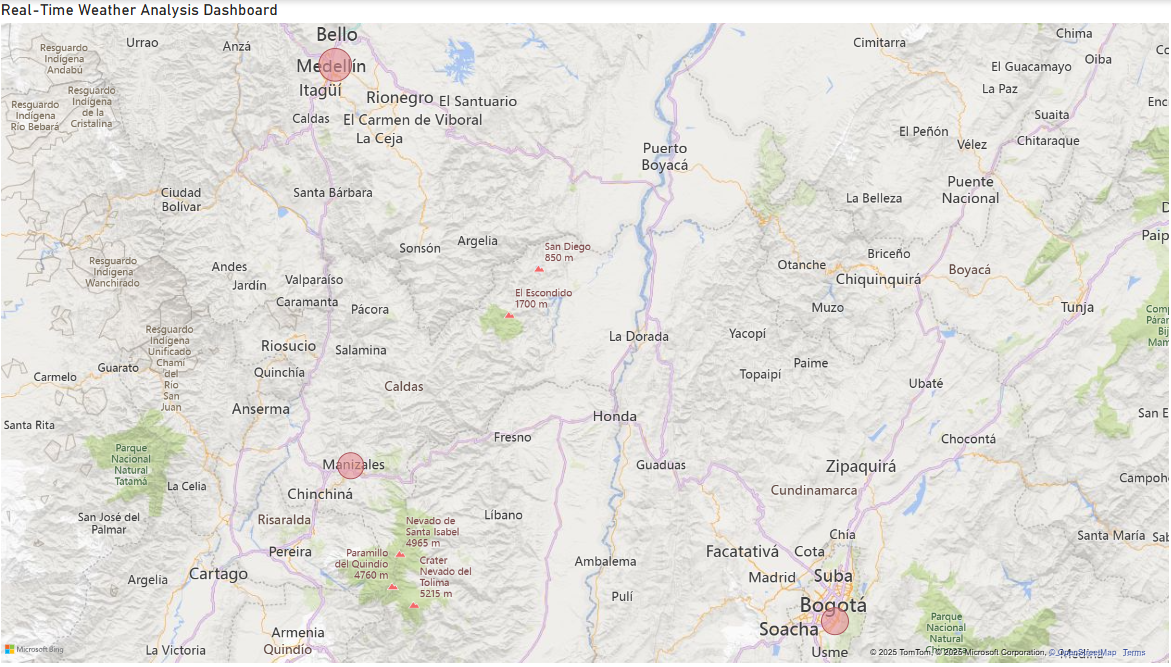 Real-Time Weather Analysis Dashboard
Bello
Urrao
Anzá
Cimitarra
Chima
Resguardo
Indígena
Andabú
Medellín
El Guacamayo
Oiba
Itagüí
La Paz
Resguardo
Indígena
de la
Cristalina
Rionegro
El Santuario
Resguardo
Indígena
Río Bebará
Caldas
El Carmen de Viboral
Suaita
La Ceja
El Peñón
Vélez
Chitaraque
Puerto
Boyacá
Ciudad
Bolívar
Santa Bárbara
Puente
Nacional
La Belleza
Paip
Sonsón
Argelia
San Diego
850 m
Briceño
Resguardo
Indígena
Wanchirado
Andes
Jardín
Valparaíso
Otanche
Chiquinquirá
Boyacá
El Escondido
1700 m
Caramanta
Pácora
Muzo
Tunja
Resguardo
Indígena
Unificado
Chamí
del
Río
San
Juan
La Dorada
Yacopí
Riosucio
Salamina
Guarato
Quinchía
Carmelo
Paime
Topaipí
Ubaté
Caldas
Anserma
Honda
Santa Rita
San E
Fresno
Chocontá
Parque
Nacional
Natural
Tatamá
Manizales
Guaduas
Zipaquirá
La Celia
Chinchiná
Cundinamarca
Campoh
San José del
Palmar
Risaralda
Líbano
Nevado de
Santa Isabel
4965 m
Chia
Santa María
Pereira
Paramillo
del Quindio
4760 m
Crater
Nevado del
Tolima
5215 m
Ambalema
Facatativá
Cota
Argelia
Cartago
Madrid
Suba
Pulí
Bogotá
Parque
Nacional
Natural
Soacha
Armenia
Quindío
La Victoria
Usme
Microsoft Bing
© 2025 TomTom, © 2025 Microsoft Corporation, © OpenStreetMap Terms